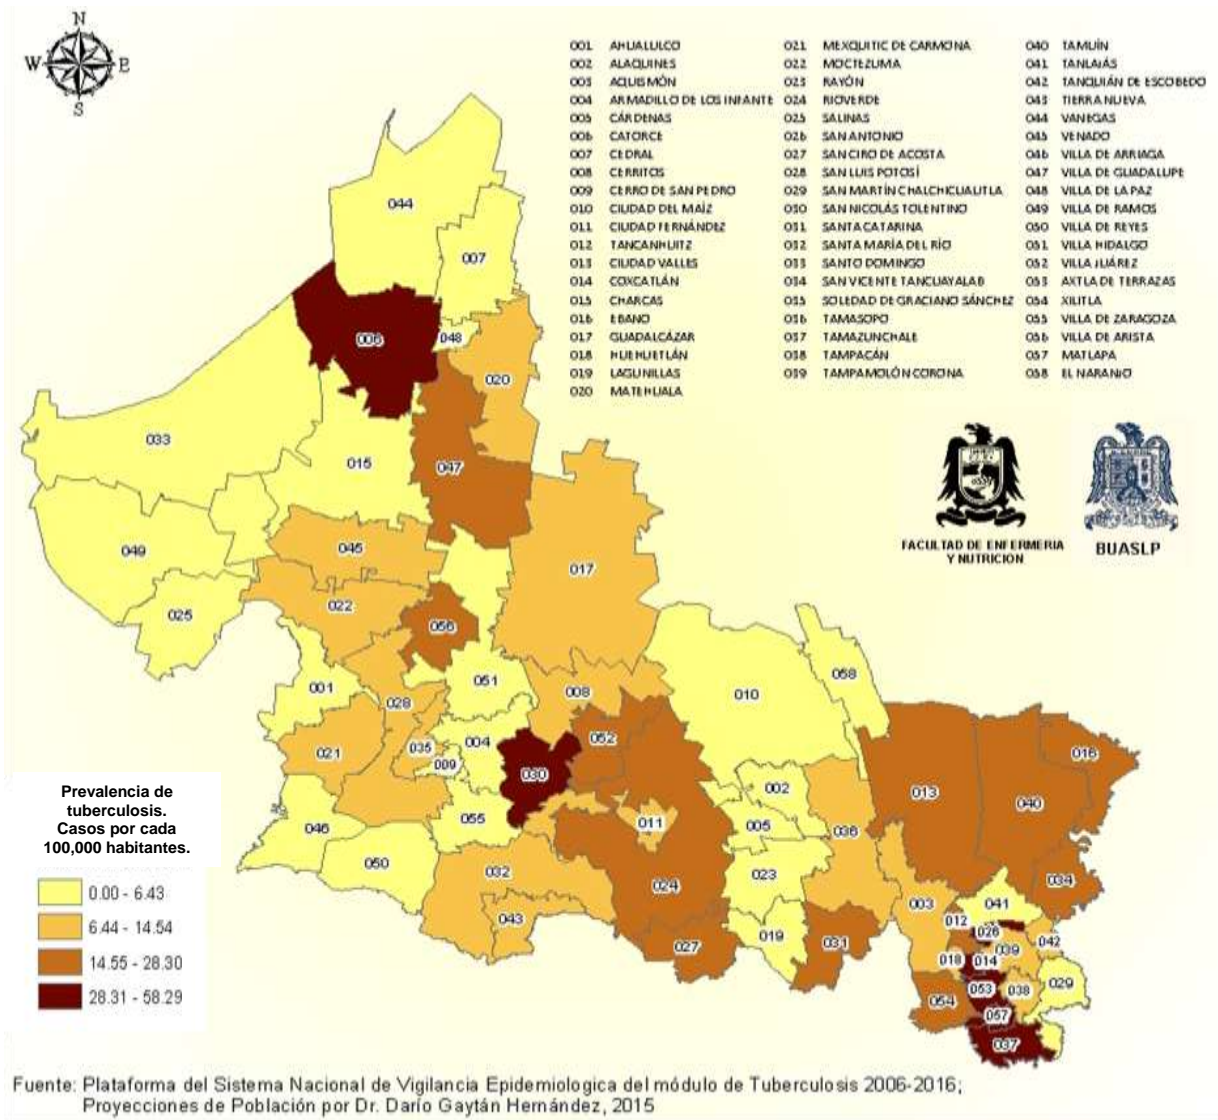 N
W E
S
001 AHUALULCO
002 ALAQUINES
003 AQUISMÓN
004 ARMADILLO DE LOS INFANTE
005 CÁRDENAS
006 CATORCE
007 CEDRAL
008 CERRITOS
009 CERRO DE SAN PEDRO
010 CIUDAD DEL MAÍZ
011 CIUDAD FERNÁNDEZ
012 TANCANHUITZ
013 CIUDAD VALLES
014 COXCATLÁN
015 CHARCAS
016 EBANO
017 GUADALCÁZAR
018 HUEHUETLÁN
019 LAGUNILLAS
020 MATEHUALA
021 MEXQUITIC DE CARMONA
022 MOCTEZUMA
023 RAYÓN
024 RIOVERDE
025 SALINAS
026 SAN ANTONIO
027 SAN CIRO DE ACOSTA
028 SAN LUIS POTOSÍ
029 SAN MARTÍN CHALCHICUAUTLA
030 SAN NICOLÁS TOLENTINO
031 SANTA CATARINA
032 SANTA MARÍA DEL RÍO
033 SANTO DOMINGO
034 SAN VICENTE TANCUAYALAB
035 SOLEDAD DE GRACIANO SÁNCHEZ
036 TAMASOPO
037 TAMAZUNCHALE
038 TAMPACÁN
039 TAMPAMOLÓN CORONA
040 TAMUÍN
041 TANLAJÁS
042 TANQUIÁN DE ESCOBEDO
043 TIERRA NUEVA
044 VANEGAS
045 VENADO
046 VILLA DE ARRIAGA
047 VILLA DE GUADALUPE
048 VILLA DE LA PAZ
049 VILLA DE RAMOS
050 VILLA DE REYES
051 VILLA HIDALGO
052 VILLA JUÁREZ
053 AXTLA DE TERRAZAS
054 XILITLA
055 VILLA DE ZARAGOZA
056 VILLA DE ARISTA
057 MATLAPA
058 EL NARANJO
044
007
006
048
020
033
015
047
049
045
017
025
022
056
001
028
051
008
010
058
021
035
004
009
030
052
002
013
040
016
046
055
011
005
036
050
032
024
023
034
043
027
019
031
003
041
012
026
042
018
014
039
054
053
038
029
057
037
FACULTAD DE ENFERMERIA
Y NUTRICION
BUASLP
Prevalencia de
tuberculosis.
Casos por cada
100,000 habitantes.
0.00 - 6.43
6.44 - 14.54
14.55 - 28.30
28.31 - 58.29
Fuente: Plataforma del Sistema Nacional de Vigilancia Epidemiologica del módulo de Tuberculosis 2006-2016;
Proyecciones de Población por Dr. Darío Gaytán Hernández, 2015